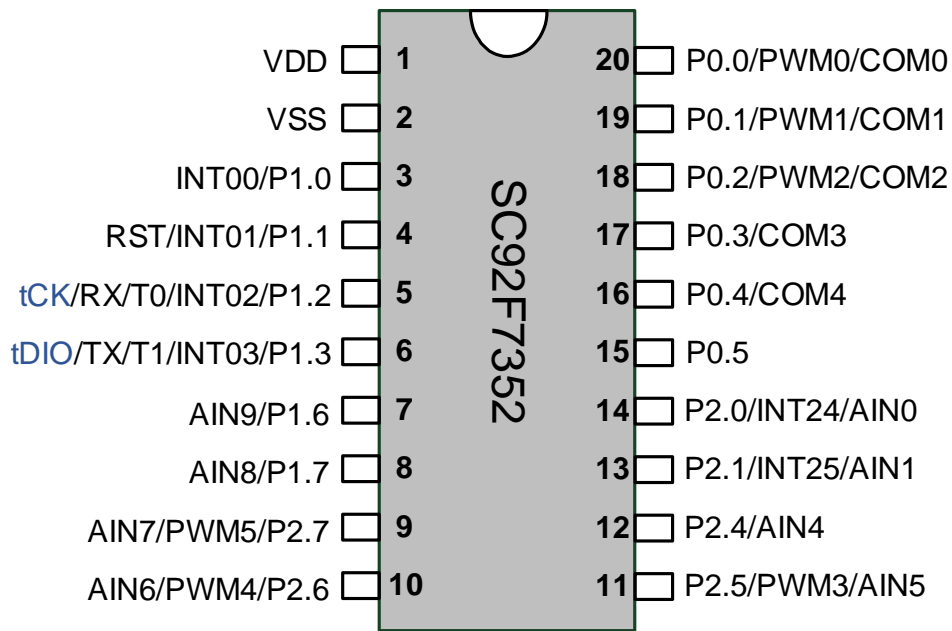 VDD 1 20 P0.0/PWM0/COM0
VSS 2 19 P0.1/PWM1/COM1
INT00/P1.0 3 18 P0.2/PWM2/COM2
RST/INT01/P1.1 4 17 P0.3/COM3
tCK/RX/T0/INT02/P1.2 5 16 P0.4/COM4
tDIO/TX/T1/INT03/P1.3 6 15 P0.5
AIN9/P1.6 7 14 P2.0/INT24/AIN0
AIN8/P1.7 8 13 P2.1/INT25/AIN1
AIN7/PWM5/P2.7 9 12 P2.4/AIN4
AIN6/PWM4/P2.6 10 11 P2.5/PWM3/AIN5
SC92F7352